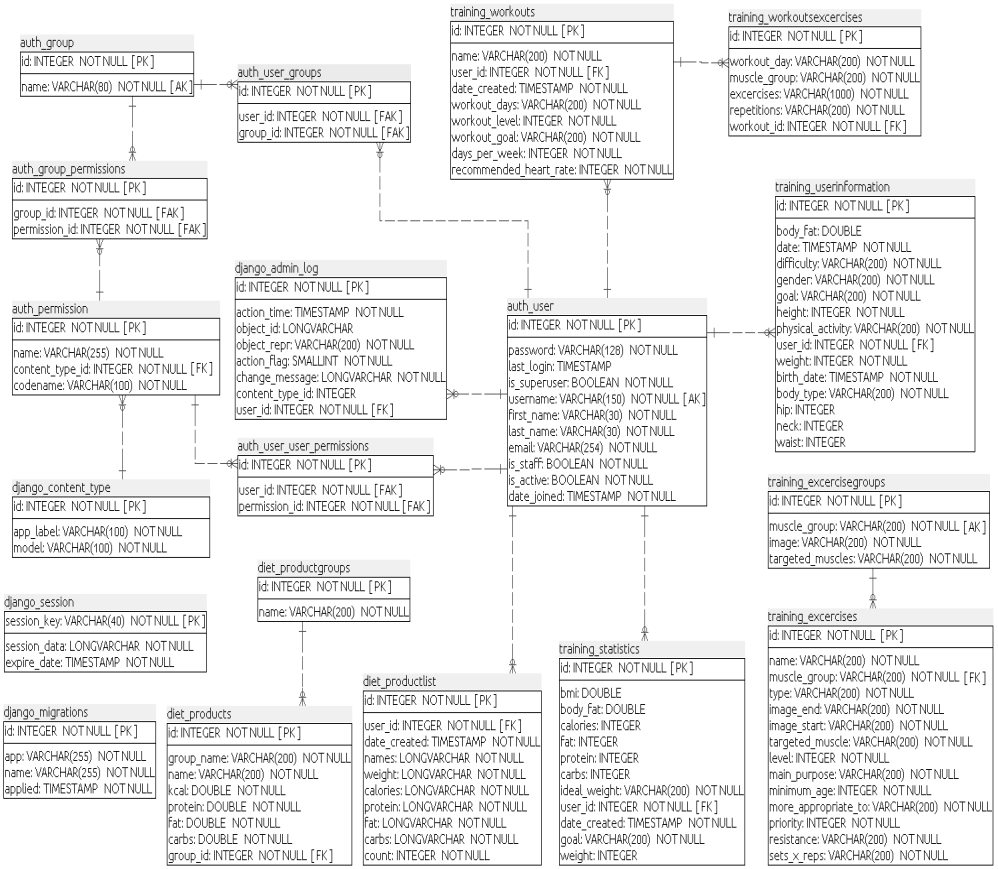 auth_group
id: INTEGER NOT NULL [PK]
name: VARCHAR(80) NOT NULL [AK]
auth_user_groups
id: INTEGER NOT NULL [PK]
user_id: INTEGER NOT NULL [FAK]
group_id: INTEGER NOT NULL [FAK]
training_workouts
id: INTEGER NOT NULL [PK]
name: VARCHAR(200) NOT NULL
user_id: INTEGER NOT NULL [FK]
date_created: TIMESTAMP NOT NULL
workout_days: VARCHAR(200) NOT NULL
workout_level: INTEGER NOT NULL
workout_goal: VARCHAR(200) NOT NULL
days_per_week: INTEGER NOT NULL
recommended_heart_rate: INTEGER NOT NULL
training_workoutsexcercises
id: INTEGER NOT NULL [PK]
workout_day: VARCHAR(200) NOT NULL
muscle_group: VARCHAR(200) NOT NULL
excercises: VARCHAR(1000) NOT NULL
repetitions: VARCHAR(200) NOT NULL
workout_id: INTEGER NOT NULL [FK]
auth_group_permissions
id: INTEGER NOT NULL [PK]
group_id: INTEGER NOT NULL [FAK]
permission_id: INTEGER NOT NULL [FAK]
training_userinformation
id: INTEGER NOT NULL [PK]
body_fat: DOUBLE
date: TIMESTAMP NOT NULL
difficulty: VARCHAR(200) NOT NULL
gender: VARCHAR(200) NOT NULL
goal: VARCHAR(200) NOT NULL
height: INTEGER NOT NULL
physical_activity: VARCHAR(200) NOT NULL
user_id: INTEGER NOT NULL [FK]
weight: INTEGER NOT NULL
birth_date: TIMESTAMP NOT NULL
body_type: VARCHAR(200) NOT NULL
hip: INTEGER
neck: INTEGER
waist: INTEGER
django_admin_log
id: INTEGER NOT NULL [PK]
action_time: TIMESTAMP NOT NULL
object_id: LONGVARCHAR
object_repr: VARCHAR(200) NOT NULL
action_flag: SMALLINT NOT NULL
change_message: LONGVARCHAR NOT NULL
content_type_id: INTEGER
user_id: INTEGER NOT NULL [FK]
auth_permission
id: INTEGER NOT NULL [PK]
name: VARCHAR(255) NOT NULL
content_type_id: INTEGER NOT NULL [FK]
codename: VARCHAR(100) NOT NULL
auth_user
id: INTEGER NOT NULL [PK]
password: VARCHAR(128) NOT NULL
last_login: TIMESTAMP
is_superuser: BOOLEAN NOT NULL
username: VARCHAR(150) NOT NULL [AK]
first_name: VARCHAR(30) NOT NULL
last_name: VARCHAR(30) NOT NULL
email: VARCHAR(254) NOT NULL
is_staff: BOOLEAN NOT NULL
is_active: BOOLEAN NOT NULL
date_joined: TIMESTAMP NOT NULL
auth_user_user_permissions
id: INTEGER NOT NULL [PK]
user_id: INTEGER NOT NULL [FAK]
permission_id: INTEGER NOT NULL [FAK]
django_content_type
id: INTEGER NOT NULL [PK]
app_label: VARCHAR(100) NOT NULL
model: VARCHAR(100) NOT NULL
training_excercisegroups
id: INTEGER NOT NULL [PK]
muscle_group: VARCHAR(200) NOT NULL [AK]
image: VARCHAR(200) NOT NULL
targeted_muscles: VARCHAR(200) NOT NULL
diet_productgroups
id: INTEGER NOT NULL [PK]
name: VARCHAR(200) NOT NULL
django_session
session_key: VARCHAR(40) NOT NULL [PK]
session_data: LONGVARCHAR NOT NULL
expire_date: TIMESTAMP NOT NULL
training_excercises
id: INTEGER NOT NULL [PK]
name: VARCHAR(200) NOT NULL
muscle_group: VARCHAR(200) NOT NULL [FK]
type: VARCHAR(200) NOT NULL
image_end: VARCHAR(200) NOT NULL
image_start: VARCHAR(200) NOT NULL
targeted_muscle: VARCHAR(200) NOT NULL
level: INTEGER NOT NULL
main_purpose: VARCHAR(200) NOT NULL
minimum_age: INTEGER NOT NULL
more_appropriate_to: VARCHAR(200) NOT NULL
priority: INTEGER NOT NULL
resistance: VARCHAR(200) NOT NULL
sets_x_reps: VARCHAR(200) NOT NULL
training_statistics
id: INTEGER NOT NULL [PK]
bmi: DOUBLE
body_fat: DOUBLE
calories: INTEGER
fat: INTEGER
protein: INTEGER
carbs: INTEGER
ideal_weight: VARCHAR(200) NOT NULL
user_id: INTEGER NOT NULL [FK]
date_created: TIMESTAMP NOT NULL
goal: VARCHAR(200) NOT NULL
weight: INTEGER
diet_productlist
id: INTEGER NOT NULL [PK]
user_id: INTEGER NOT NULL [FK]
date_created: TIMESTAMP NOT NULL
names: LONGVARCHAR NOT NULL
weight: LONGVARCHAR NOT NULL
calories: LONGVARCHAR NOT NULL
protein: LONGVARCHAR NOT NULL
fat: LONGVARCHAR NOT NULL
carbs: LONGVARCHAR NOT NULL
count: INTEGER NOT NULL
django_migrations
id: INTEGER NOT NULL [PK]
app: VARCHAR(255) NOT NULL
name: VARCHAR(255) NOT NULL
applied: TIMESTAMP NOT NULL
diet_products
id: INTEGER NOT NULL [PK]
group_name: VARCHAR(200) NOT NULL
name: VARCHAR(200) NOT NULL
kcal: DOUBLE NOT NULL
protein: DOUBLE NOT NULL
fat: DOUBLE NOT NULL
carbs: DOUBLE NOT NULL
group_id: INTEGER NOT NULL [FK]